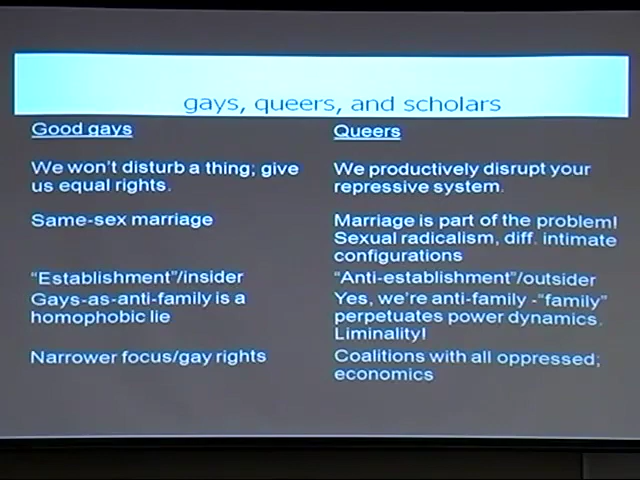 gays, queers, and scholars
Good gays
We won't disturb a thing; give
us equal rights.
Same-sex marriage
"Establishment"/insider
Gays-as-anti-family is a
homophobic lie
Narrower focus/gay rights
Queers
We productively disrupt your
repressive system.
Marriage is part of the problem!
Sexual radicalism, diff. intimate
configurations
"Anti-establishment"/outsider
Yes, we're anti-family -"family"
perpetuates power dynamics.
Liminality!
Coalitions with all oppressed;
economics